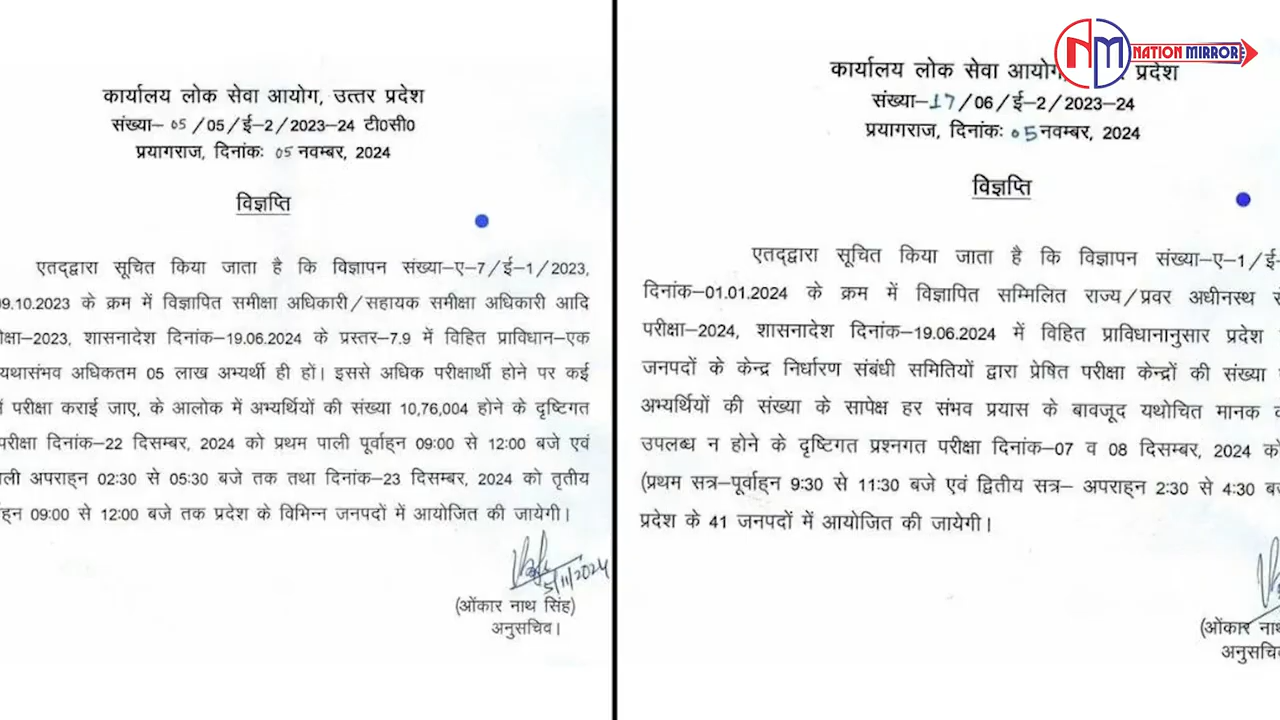 कार्यालय लोक सेवा आयोग, उत्तर प्रदेश
संख्या– 05/05/ई–2/2023–24 टी0सी0
प्रयागराज, दिनांकः 05 नवम्बर, 2024
विज्ञप्ति
एतद्द्वारा सूचित किया जाता है कि विज्ञापन संख्या–ए–7/ई–1/2023,
09.10.2023 के क्रम में विज्ञापित समीक्षा अधिकारी/सहायक समीक्षा अधिकारी आदि
2023, शासनादेश दिनांक–19.06.2024 के प्रस्तर–7.9 में विहित प्राविधान–एक
यथासंभव अधिकतम 05 लाख अभ्यर्थी ही हों। इससे अधिक परीक्षार्थी होने पर कई
परीक्षा कराई जाए, के आलोक में अभ्यर्थियों की संख्या 10,76,004 होने के दृष्टिगत
परीक्षा दिनांक–22 दिसम्बर, 2024 को प्रथम पाली पूर्वाह्न 09:00 से 12:00 बजे एवं
अपराह्न 02:30 से 05:30 बजे तक तथा दिनांक–23 दिसम्बर, 2024 को तृतीय
09:00 से 12:00 बजे तक प्रदेश के विभिन्न जनपदों में आयोजित की जायेगी।
5/11/2024
(ओंकार नाथ सिंह)
अनुसचिव।
NM NATION MIRROR
कार्यालय लोक सेवा आयोग, प्रदेश
संख्या–17/06/ई–2/2023–24
प्रयागराज, दिनांकः 05 नवम्बर, 2024
विज्ञप्ति
एतद्द्वारा सूचित किया जाता है कि विज्ञापन संख्या–ए–1/ई–
दिनांक–01.01.2024 के क्रम में विज्ञापित सम्मिलित राज्य/प्रवर अधीनस्थ
परीक्षा–2024, शासनादेश दिनांक–19.06.2024 में विहित प्राविधानानुसार प्रदेश
जनपदों के केन्द्र निर्धारण संबंधी समितियों द्वारा प्रेषित परीक्षा केन्द्रों की संख्या
अभ्यर्थियों की संख्या के सापेक्ष हर संभव प्रयास के बावजूद यथोचित मानक
उपलब्ध न होने के दृष्टिगत प्रश्नगत परीक्षा दिनांक–07 व 08 दिसम्बर, 2024
(प्रथम सत्र–पूर्वाह्न 9:30 से 11:30 बजे एवं द्वितीय सत्र– अपराह्न 2:30 से 4:30
प्रदेश के 41 जनपदों में आयोजित की जायेगी।
(ओंकार
अनुसचिव